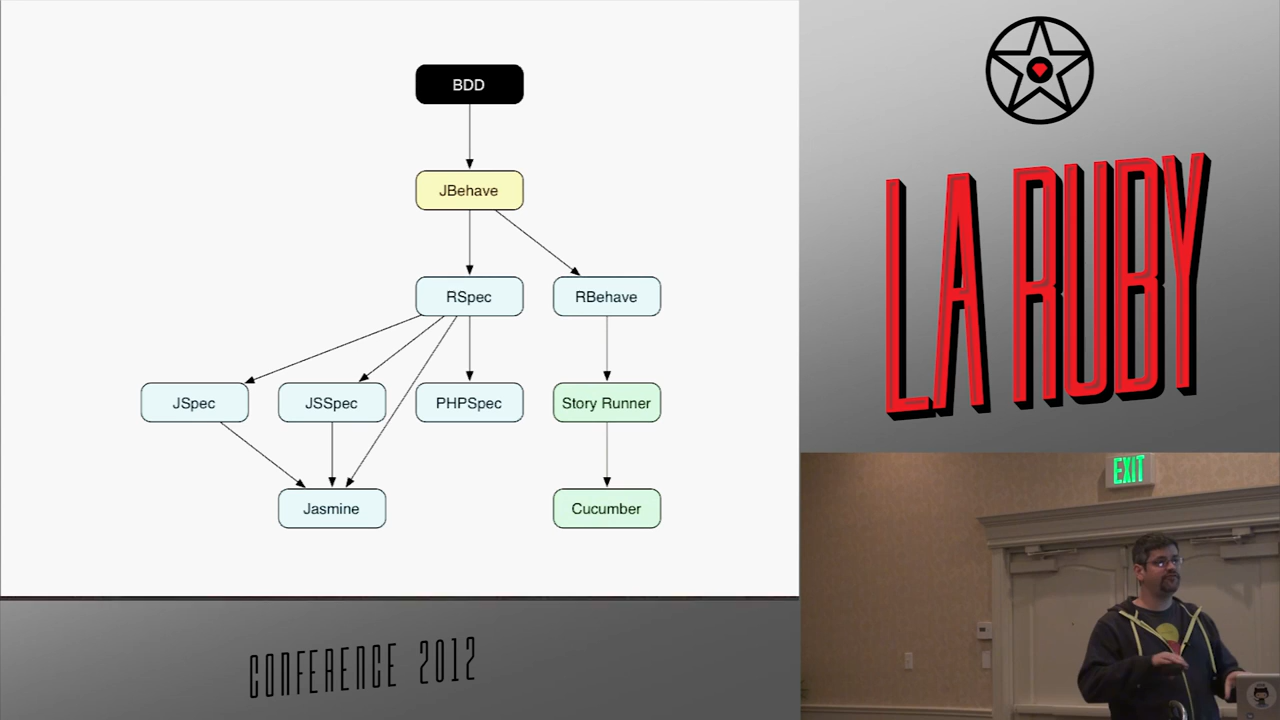 BDD
JBehave
RSpec
RBehave
JSpec
JSSpec
PHPSpec
Story Runner
Jasmine
Cucumber
LA RUBY
CONFERENCE 2012
EXIT